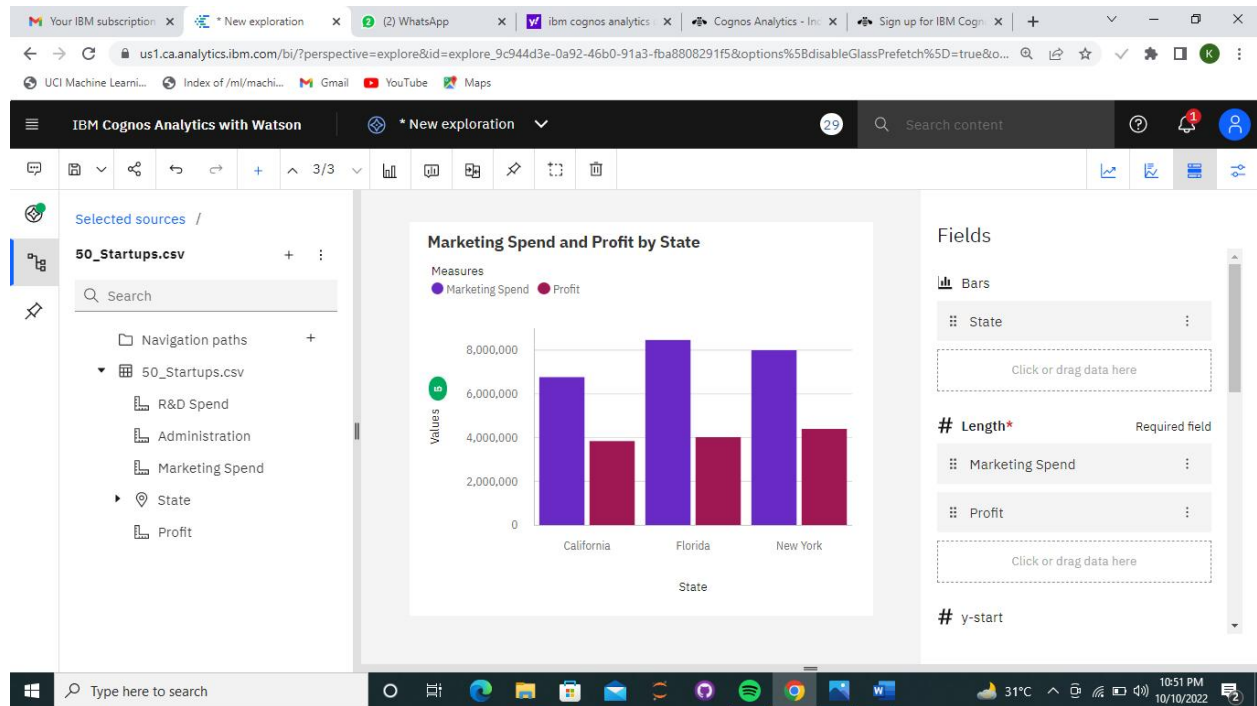 Your IBM subscription
* New exploration
(2) WhatsApp
ibm cognos analytics
Cognos Analytics - Inc
Sign up for IBM Cogn
us1.ca.analytics.ibm.com/bi/?perspective=explore&id=explore_9c944d3e-0a92-46b0-91a3-fba8808291f5&options%5BdisableGlassPrefetch%5D=true&o...
K
UCI Machine Learni...
Index of /ml/machi...
Gmail
YouTube
Maps
IBM Cognos Analytics with Watson
* New exploration
29
Search content
1
3/3
Selected sources /
50_Startups.csv
Search
Navigation paths
50_Startups.csv
R&D Spend
Administration
Marketing Spend
State
Profit
Marketing Spend and Profit by State
Measures
Marketing Spend Profit
8,000,000
6,000,000
4,000,000
2,000,000
0
Values
5
California Florida New York
State
Fields
Bars
State
Click or drag data here
# Length* Required field
Marketing Spend
Profit
Click or drag data here
# y-start
Type here to search
31°C
10:51 PM
10/10/2022
2